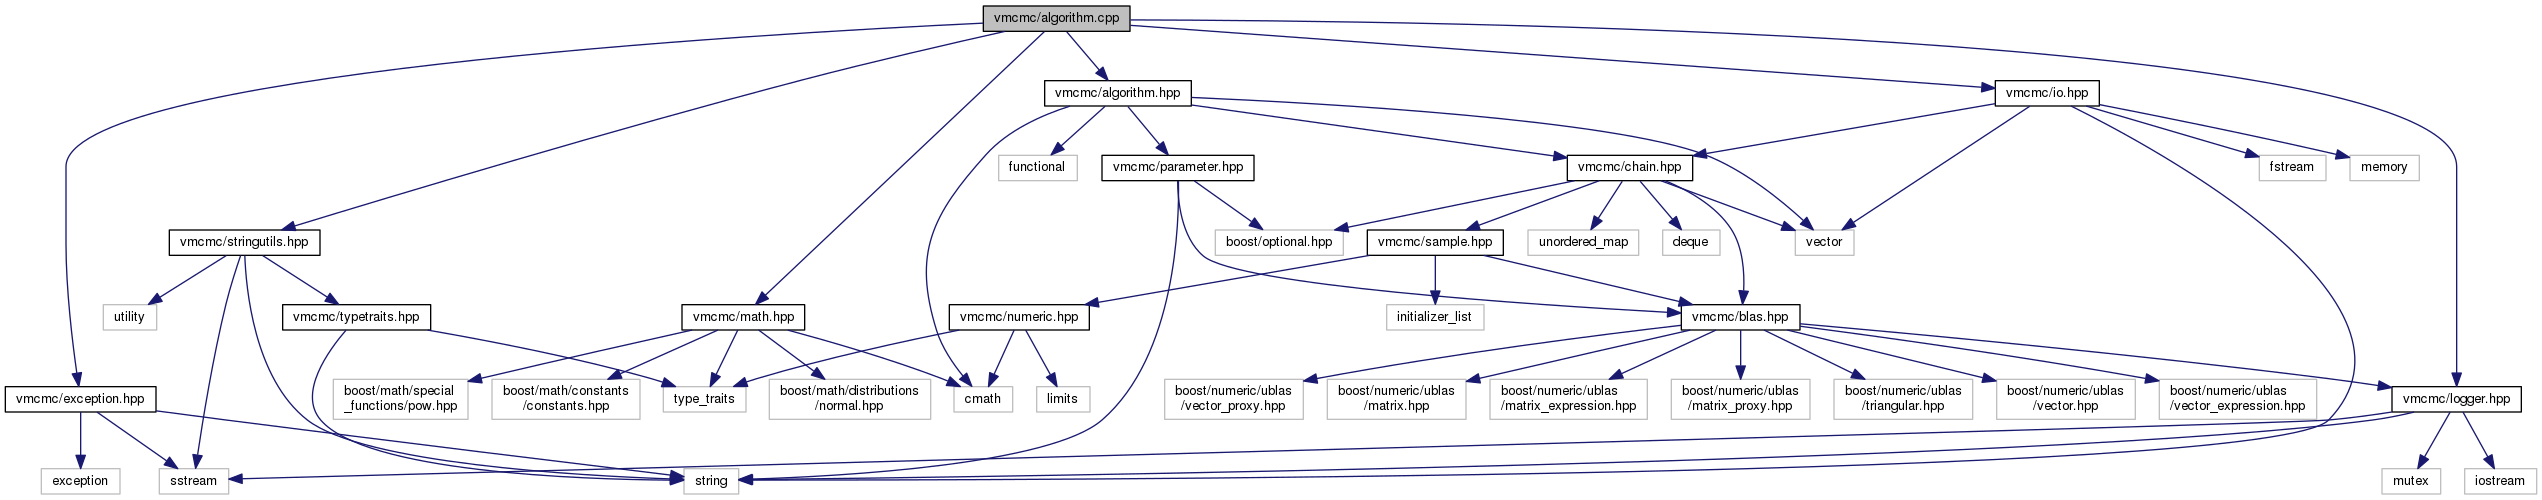 vmcmc/algorithm.cpp
vmcmc/algorithm.hpp
vmcmc/io.hpp
functional
vmcmc/parameter.hpp
vmcmc/chain.hpp
fstream
memory
vmcmc/stringutils.hpp
boost/optional.hpp
vmcmc/sample.hpp
unordered_map
deque
vector
utility
vmcmc/typetraits.hpp
vmcmc/math.hpp
vmcmc/numeric.hpp
initializer_list
vmcmc/blas.hpp
vmcmc/exception.hpp
boost/math/special
_functions/pow.hpp
boost/math/constants
/constants.hpp
type_traits
boost/math/distributions
/normal.hpp
cmath
limits
boost/numeric/ublas
/vector_proxy.hpp
boost/numeric/ublas
/matrix.hpp
boost/numeric/ublas
/matrix_expression.hpp
boost/numeric/ublas
/matrix_proxy.hpp
boost/numeric/ublas
/triangular.hpp
boost/numeric/ublas
/vector.hpp
boost/numeric/ublas
/vector_expression.hpp
vmcmc/logger.hpp
exception
sstream
string
mutex
iostream